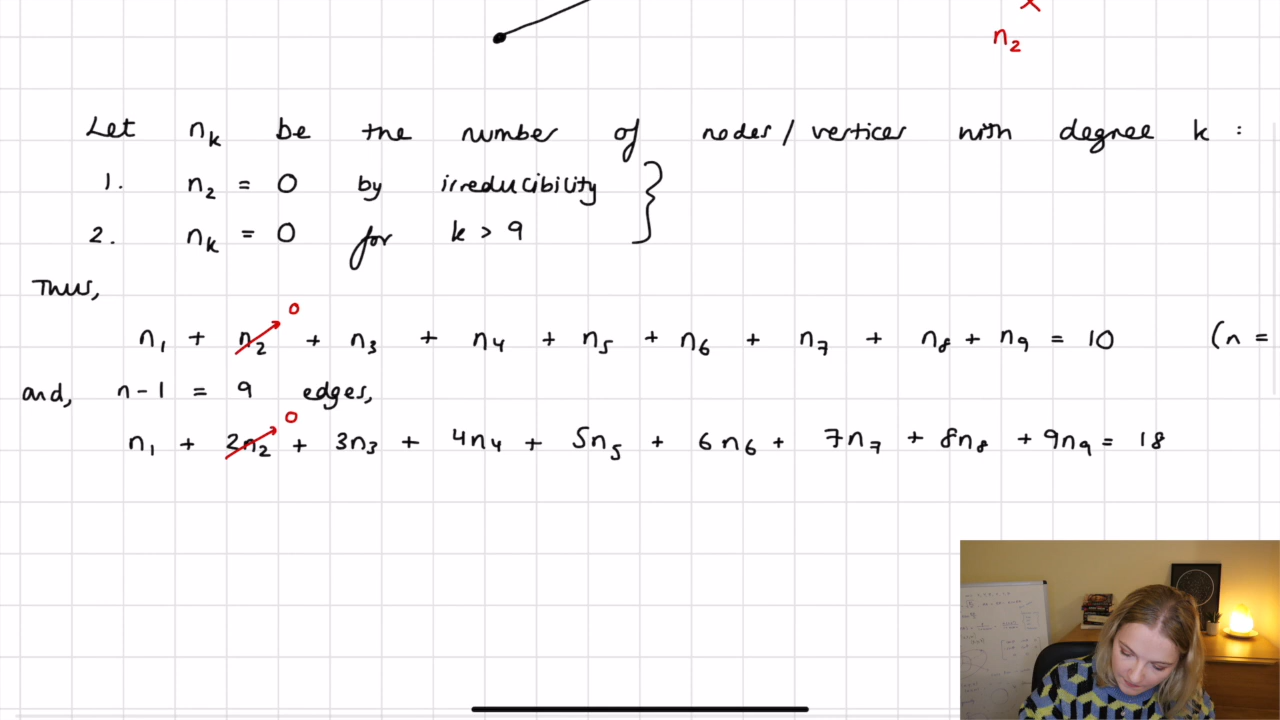 n₂
Let nₖ be the number of nodes/vertices with degree k :
1. n₂ = 0 by irreducibility
2. nₖ = 0 for k > 9
Thus,
0
n₁ + n₂ + n₃ + n₄ + n₅ + n₆ + n₇ + n₈ + n₉ = 10 (n =
and, n-1 = 9 edges,
0
n₁ + 2n₂ + 3n₃ + 4n₄ + 5n₅ + 6n₆ + 7n₇ + 8n₈ + 9n₉ = 18